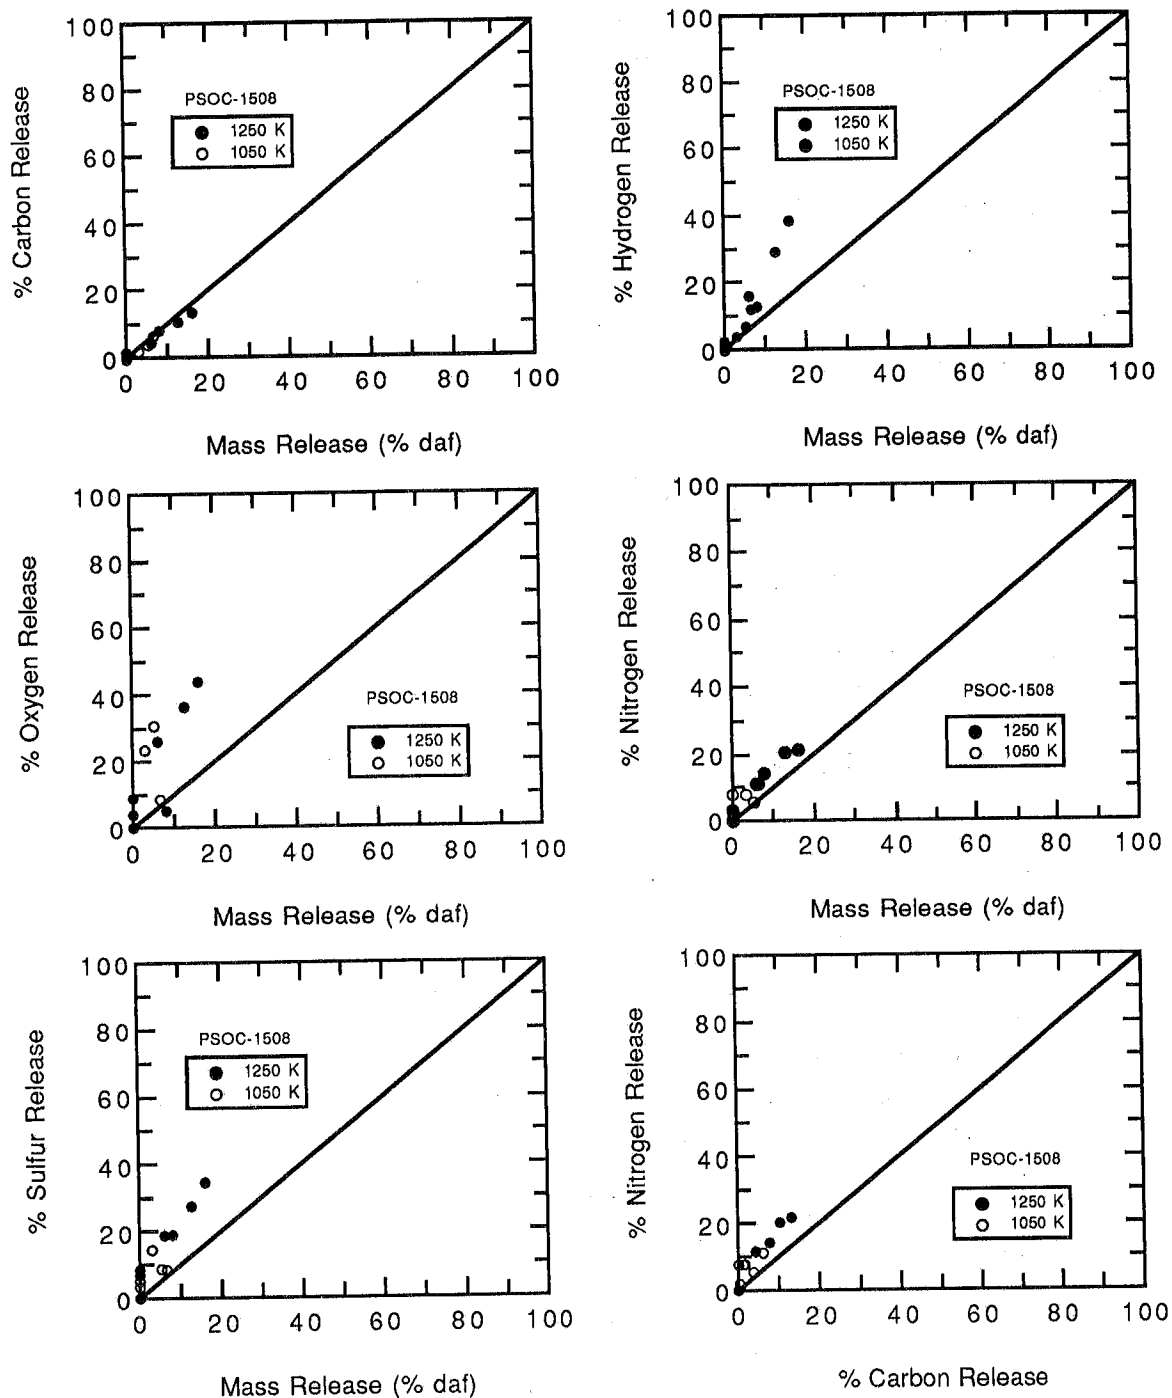 100
80
60
40
20
0
% Carbon Release
PSOC-1508
1250 K
1050 K
0 20 40 60 80 100
Mass Release (% daf)
100
80
60
40
20
0
% Hydrogen Release
PSOC-1508
1250 K
1050 K
0 20 40 60 80 100
Mass Release (% daf)
100
80
60
40
20
0
% Oxygen Release
PSOC-1508
1250 K
1050 K
0 20 40 60 80 100
Mass Release (% daf)
100
80
60
40
20
0
% Nitrogen Release
PSOC-1508
1250 K
1050 K
0 20 40 60 80 100
Mass Release (% daf)
100
80
60
40
20
0
% Sulfur Release
PSOC-1508
1250 K
1050 K
0 20 40 60 80 100
Mass Release (% daf)
100
80
60
40
20
0
% Nitrogen Release
PSOC-1508
1250 K
1050 K
0 20 40 60 80 100
% Carbon Release